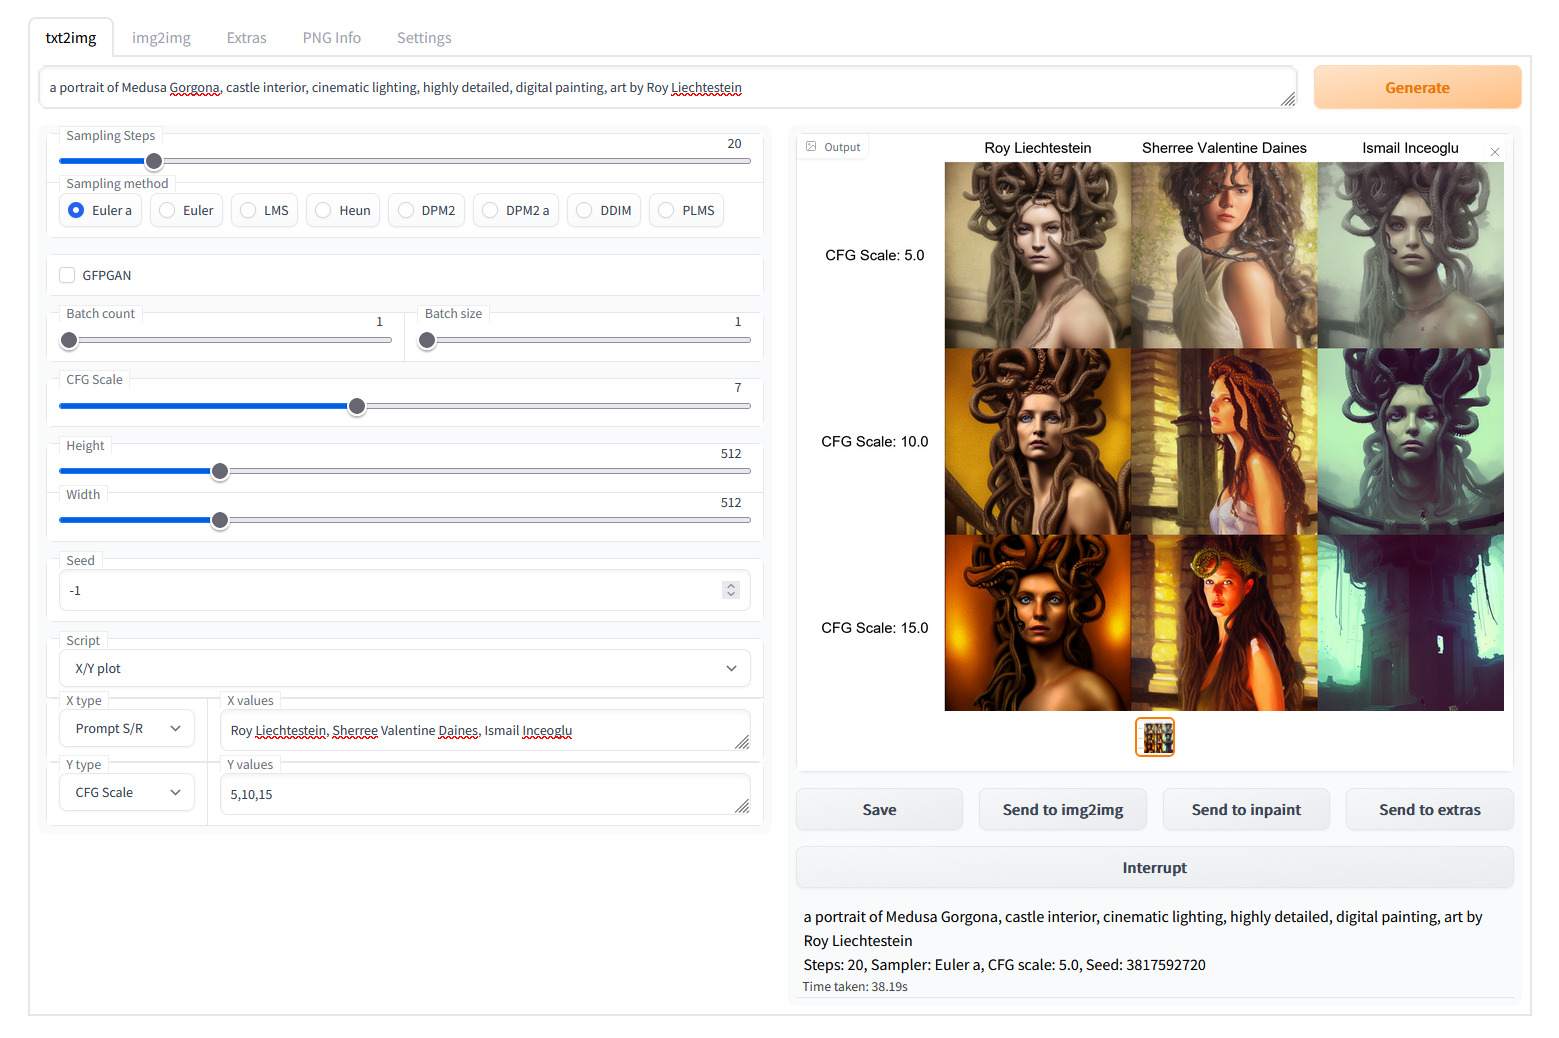 txt2img img2img Extras PNG Info Settings
a portrait of Medusa Gorgona, castle interior, cinematic lighting, highly detailed, digital painting, art by Roy Liechtestein
Generate
Sampling Steps
20
Sampling method
Euler a Euler LMS Heun DPM2 DPM2 a DDIM PLMS
GFPGAN
Batch count
1
Batch size
1
CFG Scale
7
Height
512
Width
512
Seed
-1
Script
X/Y plot
X type
Prompt S/R
X values
Roy Liechtestein, Sherree Valentine Daines, Ismail Inceoglu
Y type
CFG Scale
Y values
5,10,15
Output
Roy Liechtestein Sherree Valentine Daines Ismail Inceoglu
CFG Scale: 5.0
CFG Scale: 10.0
CFG Scale: 15.0
Save Send to img2img Send to inpaint Send to extras
Interrupt
a portrait of Medusa Gorgona, castle interior, cinematic lighting, highly detailed, digital painting, art by
Roy Liechtestein
Steps: 20, Sampler: Euler a, CFG scale: 5.0, Seed: 3817592720
Time taken: 38.19s